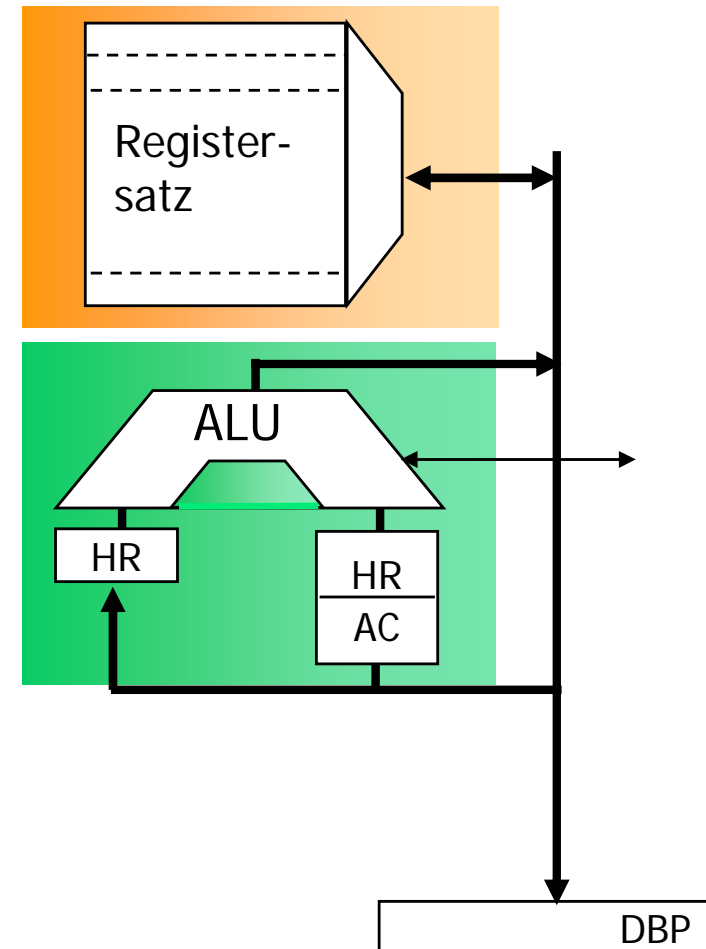 Register-
satz
ALU
HR
HR
AC
DBP